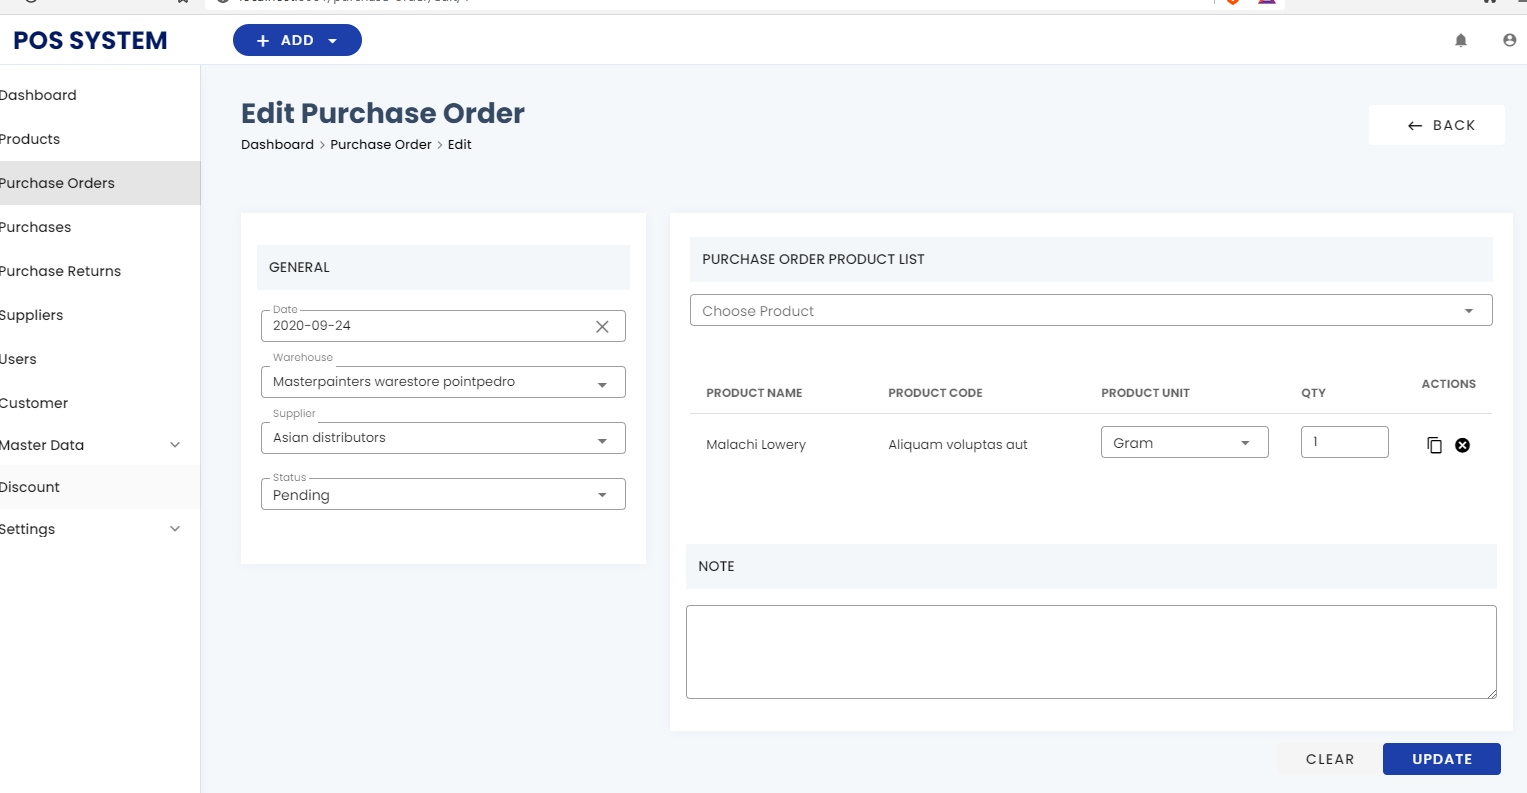 POS SYSTEM
ADD
Dashboard
Products
Purchase Orders
Purchases
Purchase Returns
Suppliers
Users
Customer
Master Data
Discount
Settings
Edit Purchase Order
Dashboard > Purchase Order > Edit
BACK
GENERAL
Date
2020-09-24
Warehouse
Masterpainters warestore pointpedro
Supplier
Asian distributors
Status
Pending
PURCHASE ORDER PRODUCT LIST
Choose Product
PRODUCT NAME PRODUCT CODE PRODUCT UNIT QTY ACTIONS
Malachi Lowery Aliquam voluptas aut Gram 1
NOTE
CLEAR UPDATE